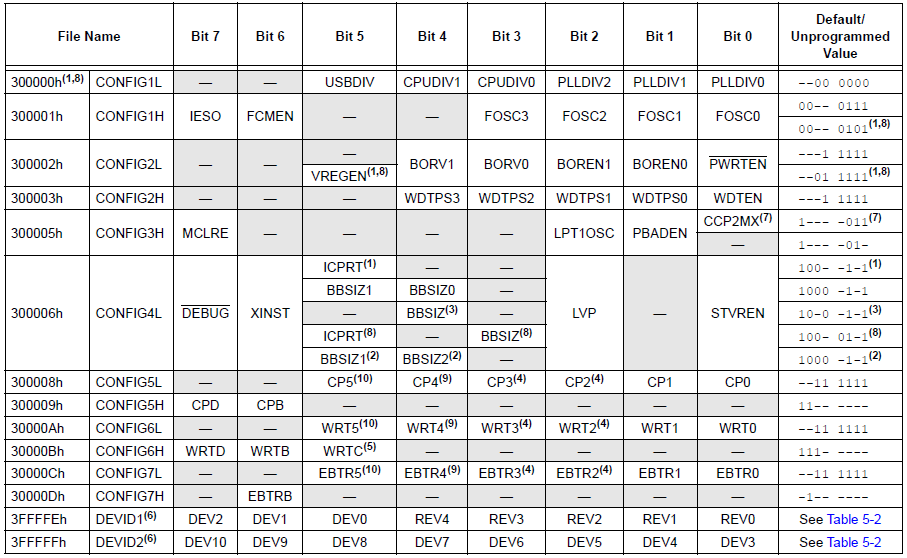 File Name Bit 7 Bit 6 Bit 5 Bit 4 Bit 3 Bit 2 Bit 1 Bit 0 Default/ Unprogrammed Value
300000h(1,8) CONFIG1L — — USBDIV CPUDIV1 CPUDIV0 PLLDIV2 PLLDIV1 PLLDIV0 --00 0000
300001h CONFIG1H IESO FCMEN — — FOSC3 FOSC2 FOSC1 FOSC0 00-- 0111
00-- 0101(1,8)
300002h CONFIG2L — — — BORV1 BORV0 BOREN1 BOREN0 PWRTEN ---1 1111
VREGEN(1,8) --01 1111(1,8)
300003h CONFIG2H — — — WDTPS3 WDTPS2 WDTPS1 WDTPS0 WDTEN ---1 1111
300005h CONFIG3H MCLRE — — — — LPT1OSC PBADEN CCP2MX(7) 1--- -011(7)
— 1--- -01-
300006h CONFIG4L DEBUG XINST ICPRT(1) — — LVP — STVREN 100- -1-1(1)
BBSIZ1 BBSIZ0 — 1000 -1-1
— BBSIZ(3) — 10-0 -1-1(3)
ICPRT(8) — BBSIZ(8) 100- 01-1(8)
BBSIZ1(2) BBSIZ2(2) — 1000 -1-1(2)
300008h CONFIG5L — — CP5(10) CP4(9) CP3(4) CP2(4) CP1 CP0 --11 1111
300009h CONFIG5H CPD CPB — — — — — — 11-- ----
30000Ah CONFIG6L — — WRT5(10) WRT4(9) WRT3(4) WRT2(4) WRT1 WRT0 --11 1111
30000Bh CONFIG6H WRTD WRTB WRTC(5) — — — — — 111- ----
30000Ch CONFIG7L — — EBTR5(10) EBTR4(9) EBTR3(4) EBTR2(4) EBTR1 EBTR0 --11 1111
30000Dh CONFIG7H — EBTRB — — — — — — -1-- ----
3FFFFEh DEVID1(6) DEV2 DEV1 DEV0 REV4 REV3 REV2 REV1 REV0 See Table 5-2
3FFFFFh DEVID2(6) DEV10 DEV9 DEV8 DEV7 DEV6 DEV5 DEV4 DEV3 See Table 5-2